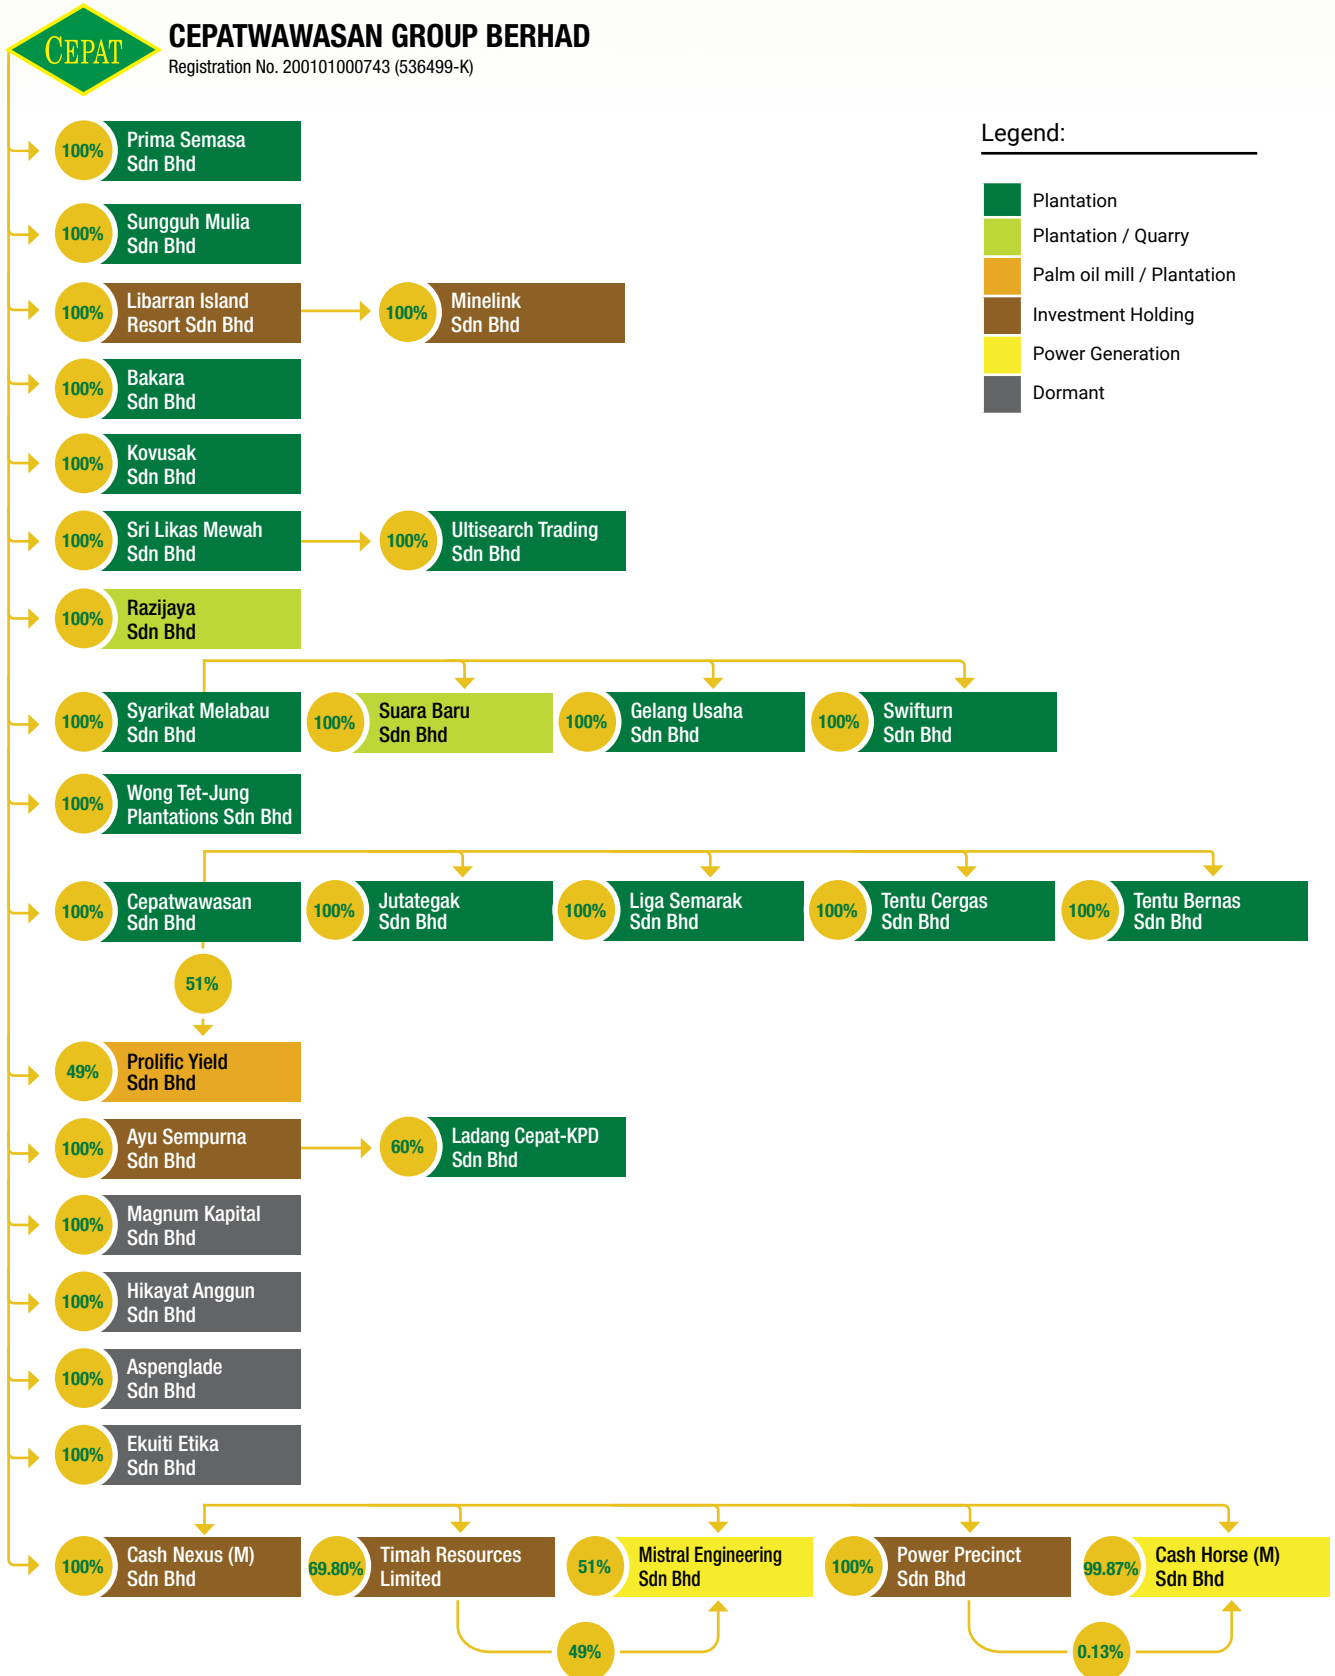 CEPAT
CEPATWAWASAN GROUP BERHAD
Registration No. 200101000743 (536499-K)
Legend:
Plantation
Plantation / Quarry
Palm oil mill / Plantation
Investment Holding
Power Generation
Dormant
100%
Prima Semasa
Sdn Bhd
100%
Sungguh Mulia
Sdn Bhd
100%
Libarran Island
Resort Sdn Bhd
100%
Minelink
Sdn Bhd
100%
Bakara
Sdn Bhd
100%
Kovusak
Sdn Bhd
100%
Sri Likas Mewah
Sdn Bhd
100%
Ultisearch Trading
Sdn Bhd
100%
Razijaya
Sdn Bhd
100%
Syarikat Melabau
Sdn Bhd
100%
Suara Baru
Sdn Bhd
100%
Gelang Usaha
Sdn Bhd
100%
Swifturn
Sdn Bhd
100%
Wong Tet-Jung
Plantations Sdn Bhd
100%
Cepatwawasan
Sdn Bhd
100%
Jutategak
Sdn Bhd
100%
Liga Semarak
Sdn Bhd
100%
Tentu Cergas
Sdn Bhd
100%
Tentu Bernas
Sdn Bhd
51%
49%
Prolific Yield
Sdn Bhd
100%
Ayu Sempurna
Sdn Bhd
60%
Ladang Cepat-KPD
Sdn Bhd
100%
Magnum Kapital
Sdn Bhd
100%
Hikayat Anggun
Sdn Bhd
100%
Aspenglade
Sdn Bhd
100%
Ekuiti Etika
Sdn Bhd
100%
Cash Nexus (M)
Sdn Bhd
69.80%
Timah Resources
Limited
51%
Mistral Engineering
Sdn Bhd
100%
Power Precinct
Sdn Bhd
99.87%
Cash Horse (M)
Sdn Bhd
49%
0.13%